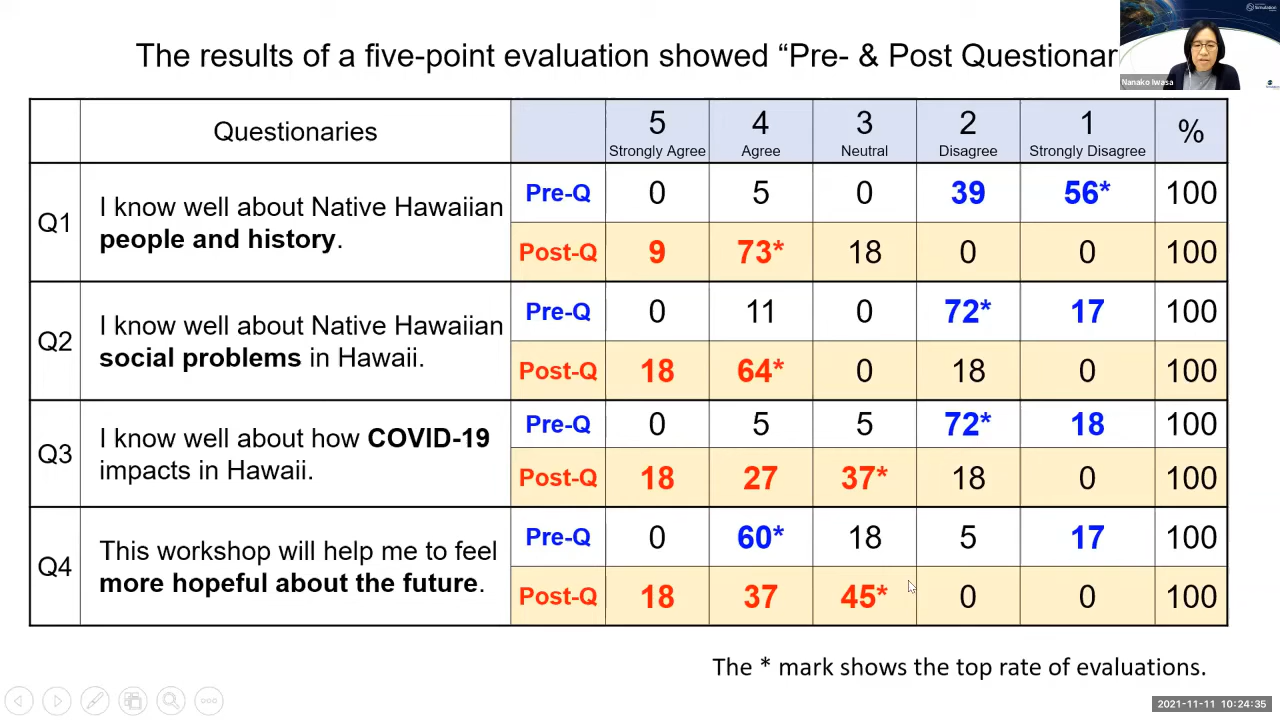 The results of a five-point evaluation showed “Pre- & Post Questionar
Simulation
Nanako Iwasa
Questionaries 5 4 3 2 1 %
Strongly Agree Agree Neutral Disagree Strongly Disagree
Q1 I know well about Native Hawaiian
people and history.
Pre-Q 0 5 0 39 56* 100
Post-Q 9 73* 18 0 0 100
Q2 I know well about Native Hawaiian
social problems in Hawaii.
Pre-Q 0 11 0 72* 17 100
Post-Q 18 64* 0 18 0 100
Q3 I know well about how COVID-19
impacts in Hawaii.
Pre-Q 0 5 5 72* 18 100
Post-Q 18 27 37* 18 0 100
Q4 This workshop will help me to feel
more hopeful about the future.
Pre-Q 0 60* 18 5 17 100
Post-Q 18 37 45* 0 0 100
The * mark shows the top rate of evaluations.
2021-11-11 10:24:35